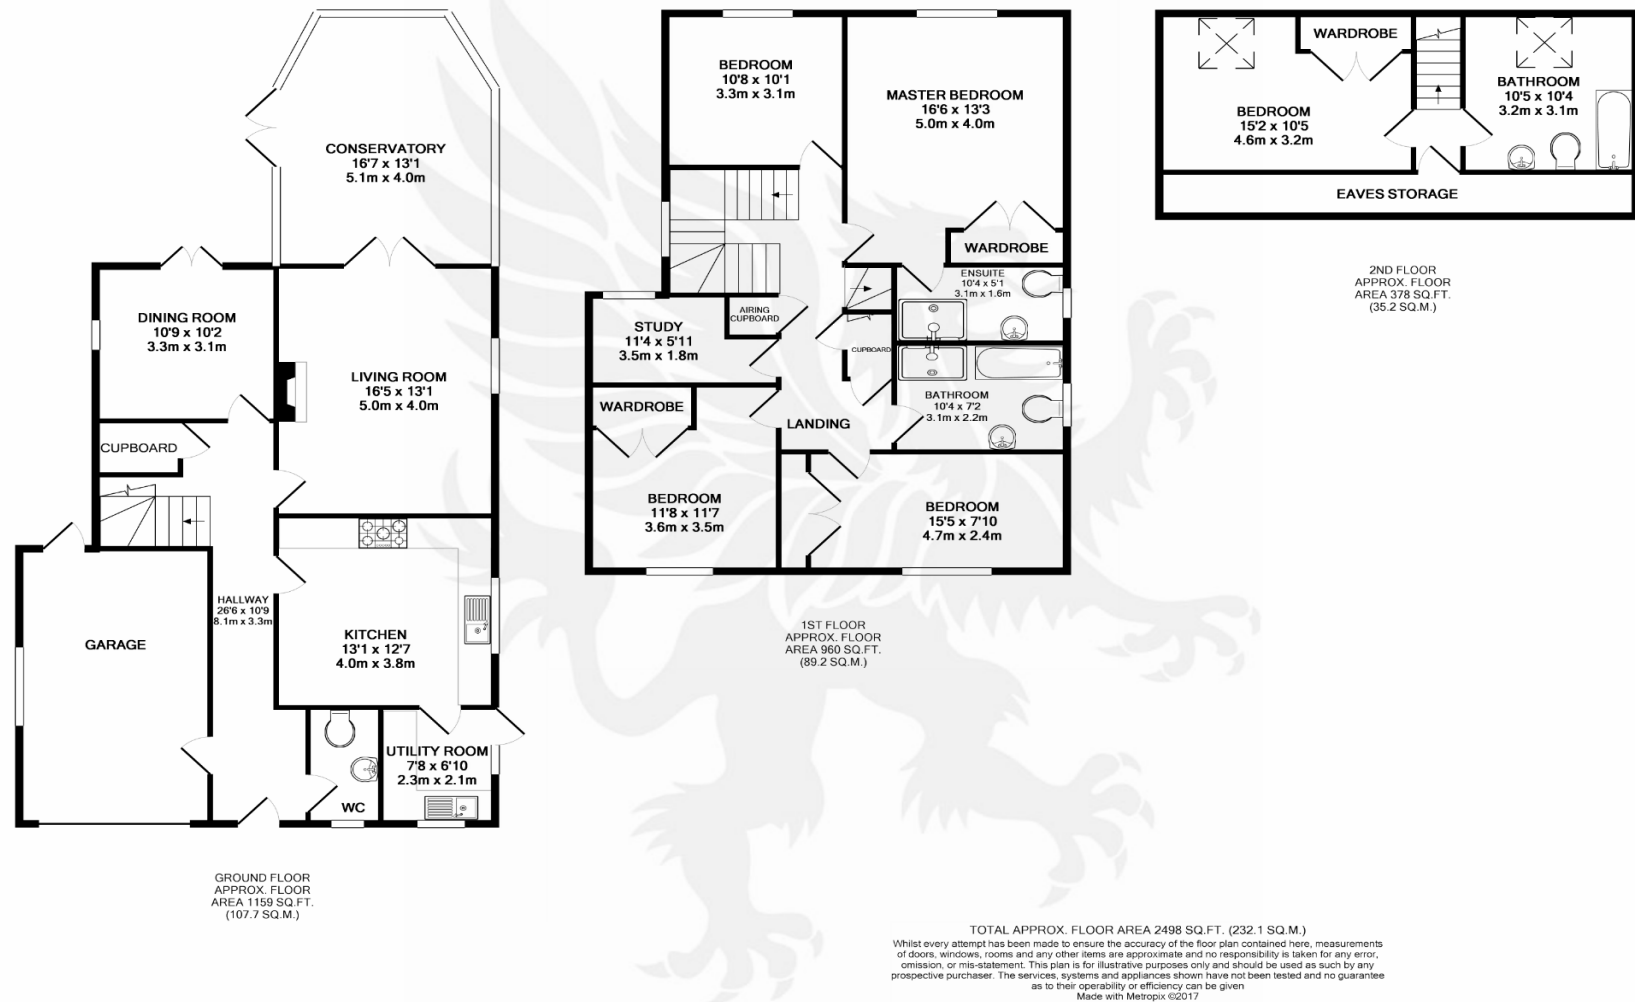 CONSERVATORY
16'7 x 13'1
5.1m x 4.0m
DINING ROOM
10'9 x 10'2
3.3m x 3.1m
LIVING ROOM
16'5 x 13'1
5.0m x 4.0m
CUPBOARD
HALLWAY
26'6 x 10'9
8.1m x 3.3m
GARAGE
KITCHEN
13'1 x 12'7
4.0m x 3.8m
UTILITY ROOM
7'8 x 6'10
2.3m x 2.1m
WC
GROUND FLOOR
APPROX. FLOOR
AREA 1159 SQ.FT.
(107.7 SQ.M.)
BEDROOM
10'8 x 10'1
3.3m x 3.1m
MASTER BEDROOM
16'6 x 13'3
5.0m x 4.0m
WARDROBE
ENSUITE
10'4 x 5'1
3.1m x 1.6m
AIRING
CUPBOARD
STUDY
11'4 x 5'11
3.5m x 1.8m
CUPBOARD
WARDROBE
BATHROOM
10'4 x 7'2
3.1m x 2.2m
LANDING
BEDROOM
11'8 x 11'7
3.6m x 3.5m
BEDROOM
15'5 x 7'10
4.7m x 2.4m
1ST FLOOR
APPROX. FLOOR
AREA 960 SQ.FT.
(89.2 SQ.M.)
WARDROBE
BEDROOM
15'2 x 10'5
4.6m x 3.2m
BATHROOM
10'5 x 10'4
3.2m x 3.1m
EAVES STORAGE
2ND FLOOR
APPROX. FLOOR
AREA 378 SQ.FT.
(35.2 SQ.M.)
TOTAL APPROX. FLOOR AREA 2498 SQ.FT. (232.1 SQ.M.)
Whilst every attempt has been made to ensure the accuracy of the floor plan contained here, measurements
of doors, windows, rooms and any other items are approximate and no responsibility is taken for any error,
omission, or mis-statement. This plan is for illustrative purposes only and should be used as such by any
prospective purchaser. The services, systems and appliances shown have not been tested and no guarantee
as to their operability or efficiency can be given
Made with Metropix ©2017